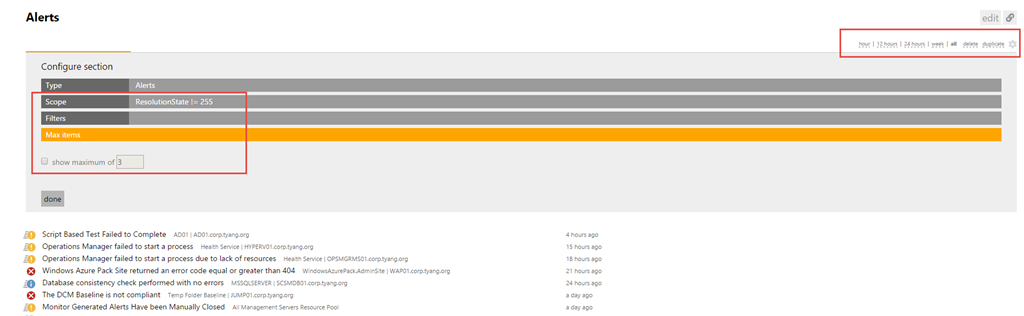 Alerts edit
hour | 12 hours | 24 hours | week | all delete duplicate
Configure section
Type Alerts
Scope ResolutionState != 255
Filters
Max items
show maximum of 3
done
Script Based Test Failed to Complete AD01 | AD01.corp.tyang.org 4 hours ago
Operations Manager failed to start a process Health Service | HYPERV01.corp.tyang.org 15 hours ago
Operations Manager failed to start a process due to lack of resources Health Service | OPSMGRMS01.corp.tyang.org 18 hours ago
Windows Azure Pack Site returned an error code equal or greater than 404 WindowsAzurePack.AdminSite | WAP01.corp.tyang.org 21 hours ago
Database consistency check performed with no errors MSSQLSERVER | SCSMDB01.corp.tyang.org 24 hours ago
The DCM Baseline is not compliant Temp Folder Baseline | JUMP01.corp.tyang.org a day ago
Monitor Generated Alerts Have been Manually Closed All Management Servers Resource Pool a day ago